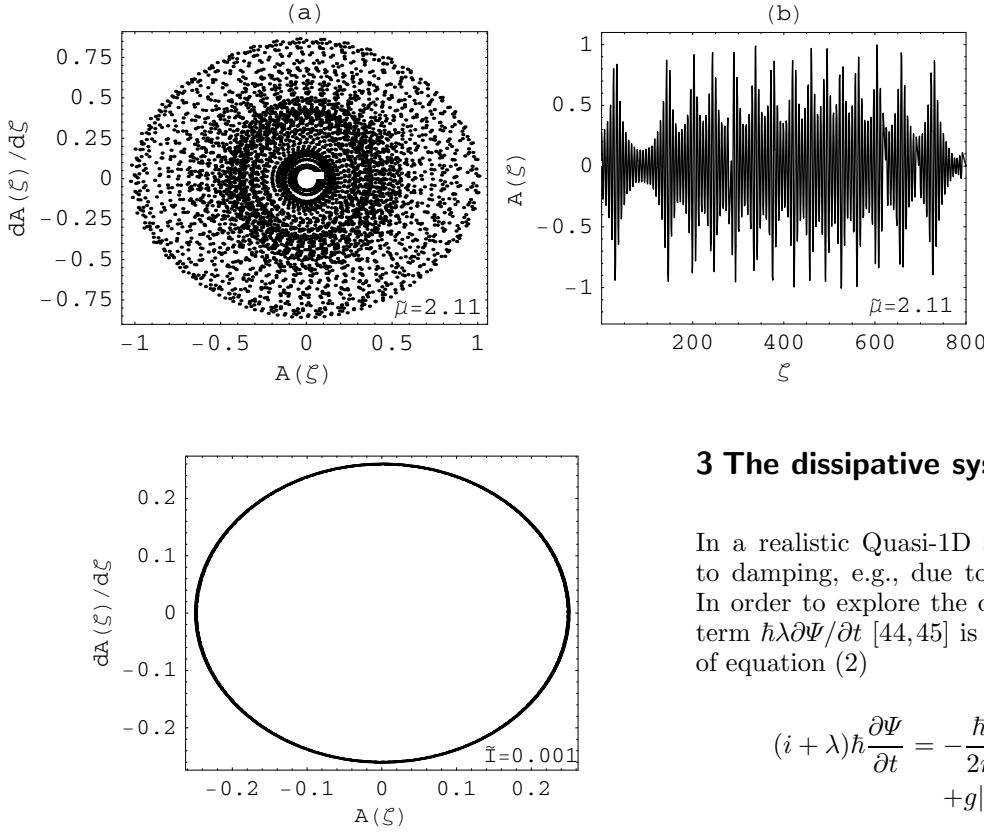 (a)
0.75
0.5
0.25
0
-0.25
-0.5
-0.75
dA(ζ)/dζ
μ̃=2.11
-1 -0.5 0 0.5 1
A(ζ)
(b)
1
0.5
0
-0.5
-1
A(ζ)
μ̃=2.11
200 400 600 800
ζ
0.2
0.1
0
-0.1
-0.2
dA(ζ)/dζ
Ĩ=0.001
-0.2 -0.1 0 0.1 0.2
A(ζ)
3 The dissipative sys
In a realistic Quasi-1D
to damping, e.g., due to
In order to explore the
term ℏλ∂Ψ/∂t [44,45] is
of equation (2)
(i + λ)ℏ ∂Ψ/∂t = − ℏ/2
+g|